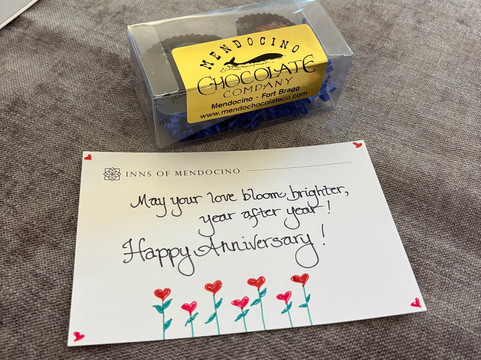 MENDOCINO
CHOCOLATE
COMPANY
Mendocino • Fort Bragg
www.mendochocolateco.com
INNS OF MENDOCINO
May your love bloom brighter,
year after year!
Happy Anniversary!